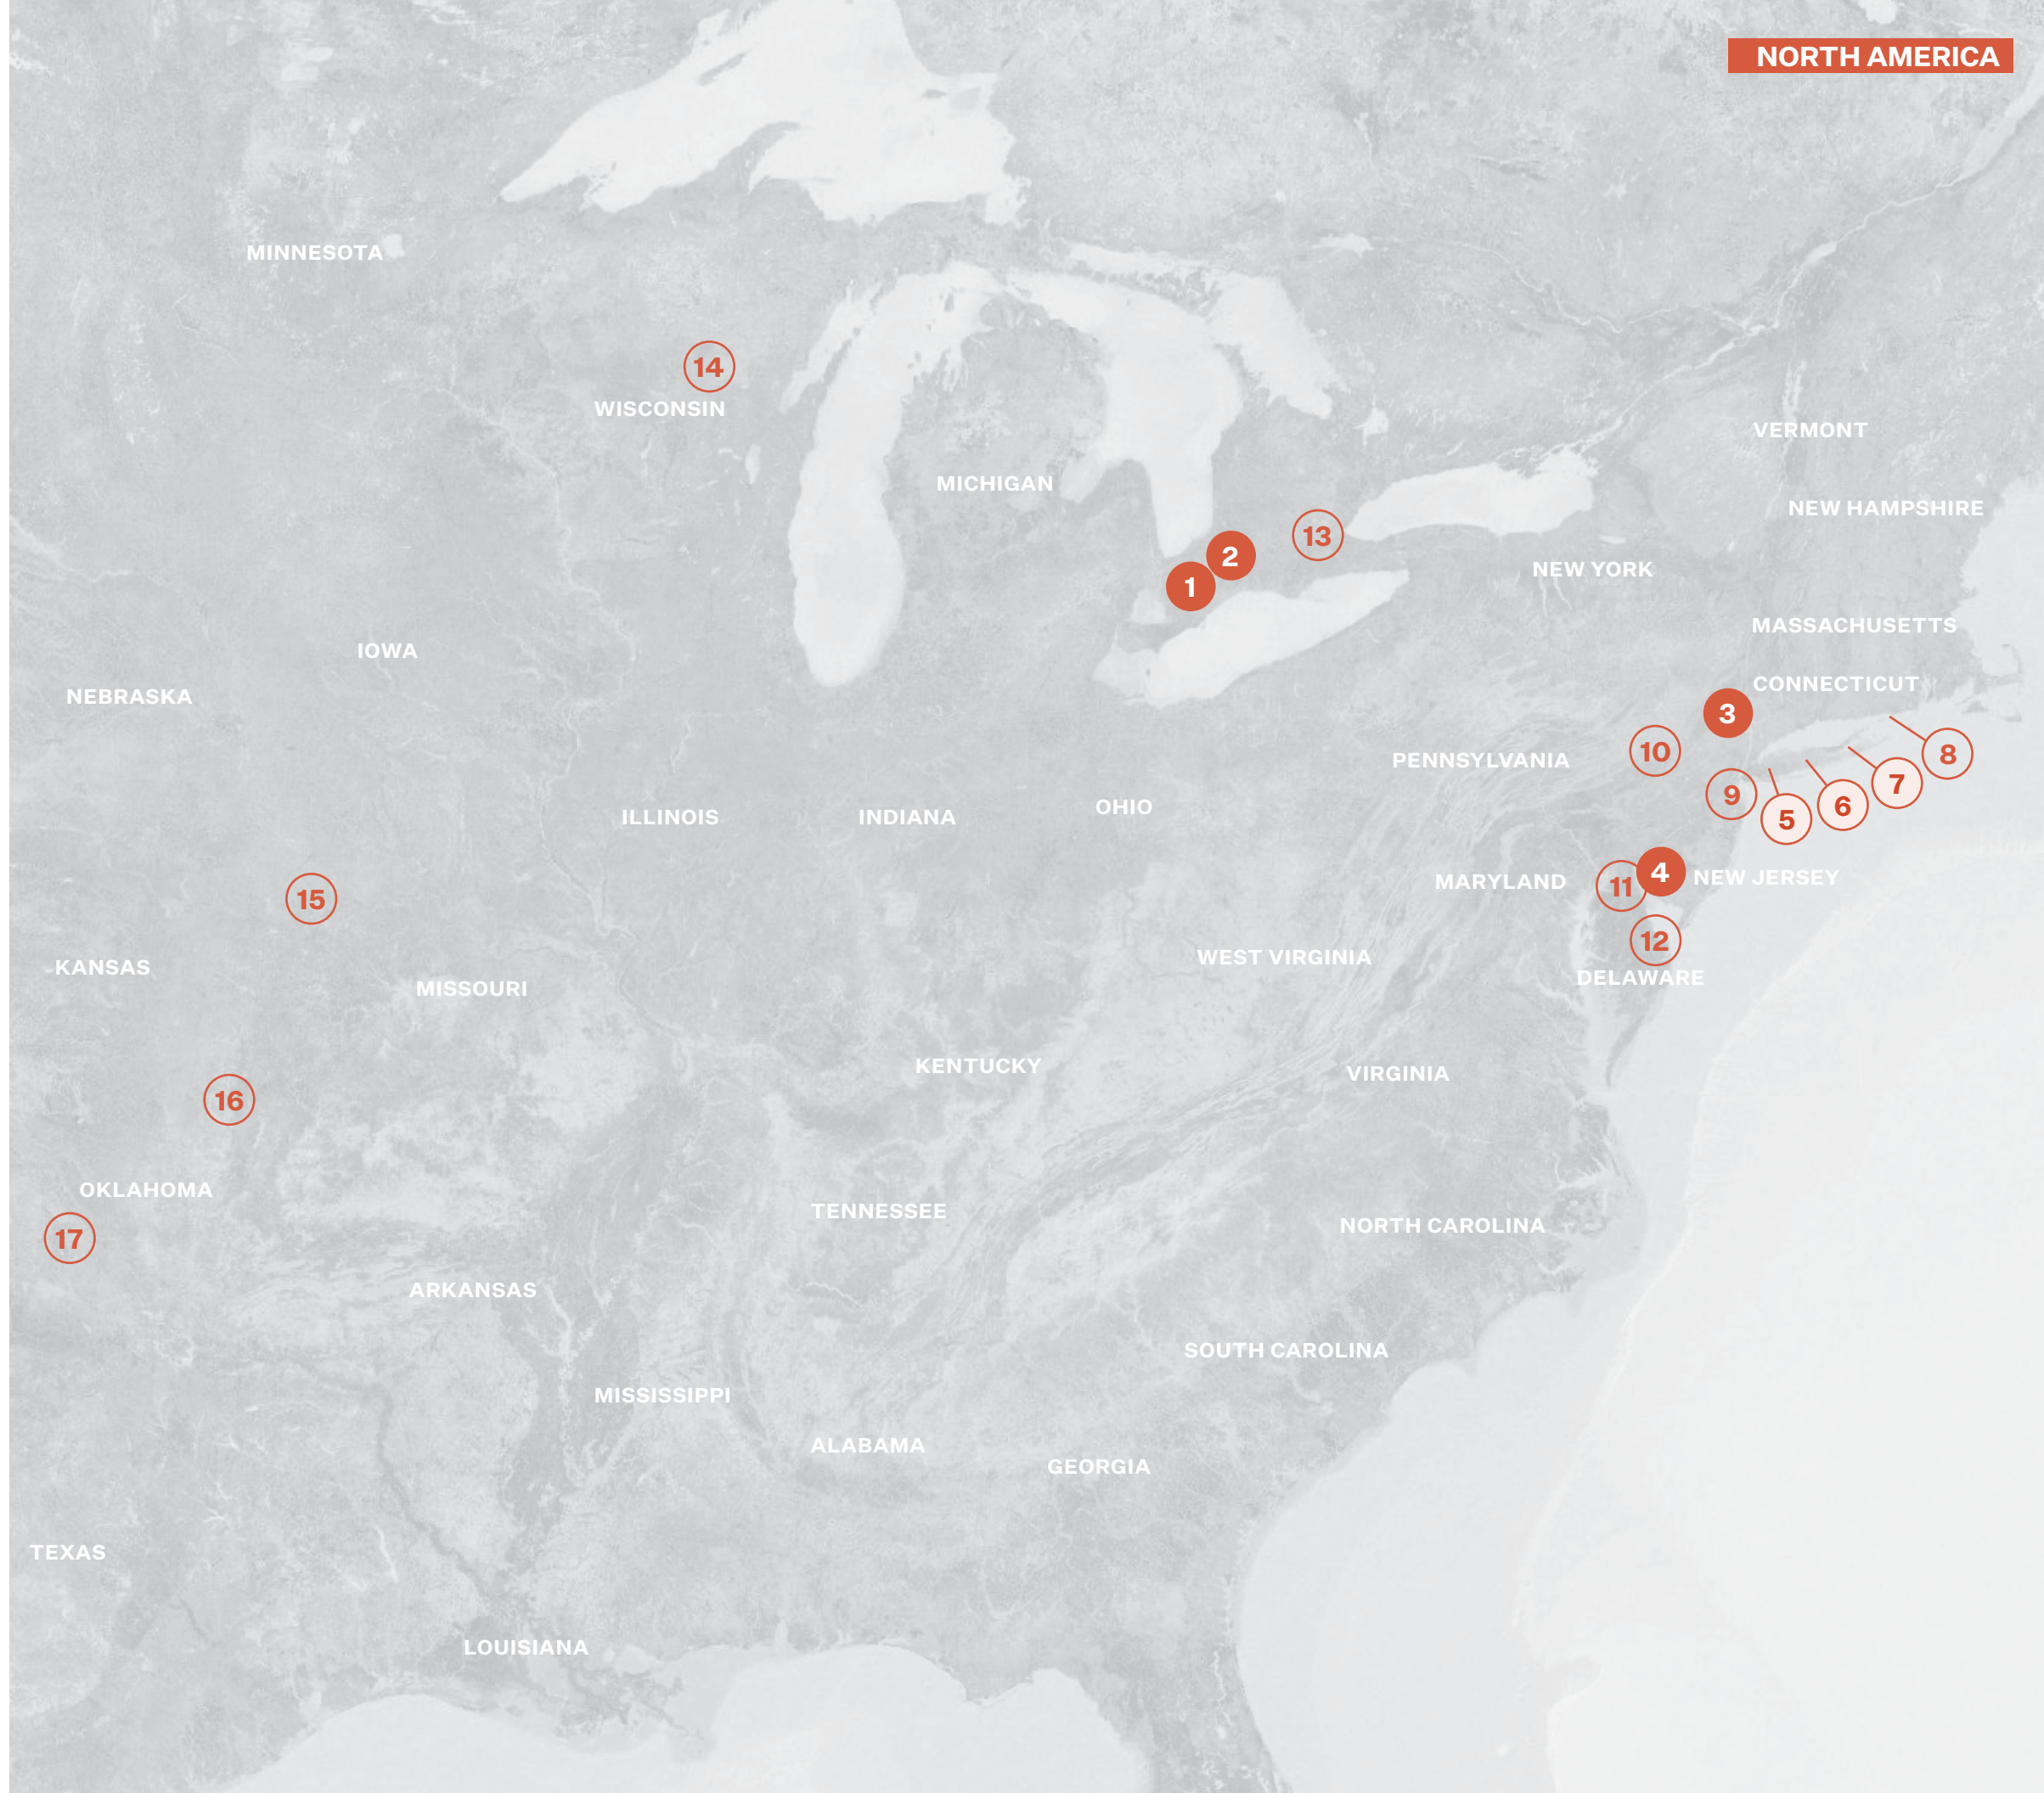 NORTH AMERICA
MINNESOTA
14
WISCONSIN
VERMONT
MICHIGAN
NEW HAMPSHIRE
13
2
NEW YORK
1
MASSACHUSETTS
IOWA
CONNECTICUT
NEBRASKA
3
10
8
PENNSYLVANIA
7
9
6
5
OHIO
ILLINOIS
INDIANA
4
NEW JERSEY
MARYLAND
11
15
12
WEST VIRGINIA
KANSAS
DELAWARE
MISSOURI
KENTUCKY
VIRGINIA
16
OKLAHOMA
TENNESSEE
NORTH CAROLINA
17
ARKANSAS
SOUTH CAROLINA
MISSISSIPPI
ALABAMA
GEORGIA
TEXAS
LOUISIANA